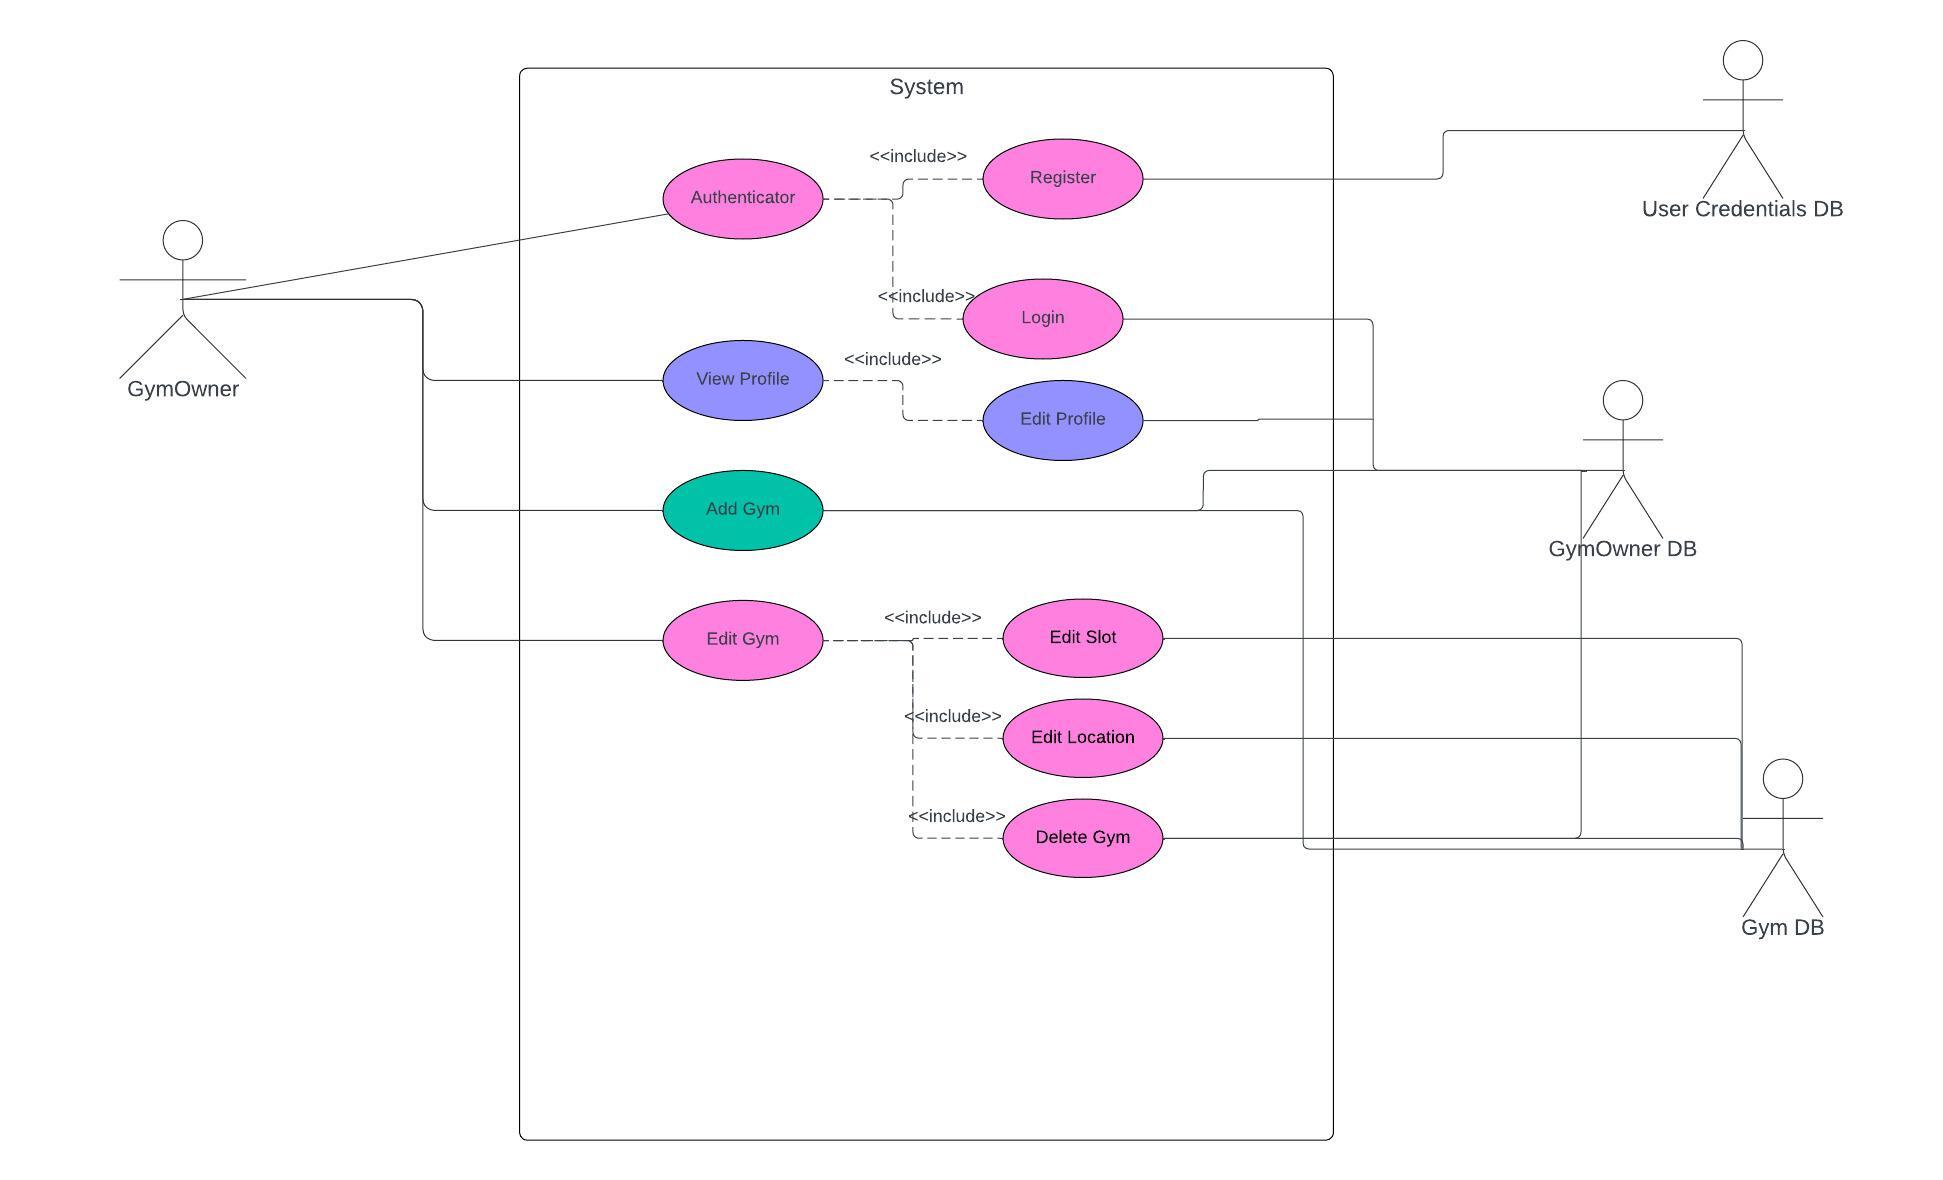 System
<<include>>
Register
Authenticator
User Credentials DB
<<include>>
Login
GymOwner
<<include>>
View Profile
Edit Profile
Add Gym
GymOwner DB
<<include>>
Edit Gym
Edit Slot
<<include>>
Edit Location
<<include>>
Delete Gym
Gym DB